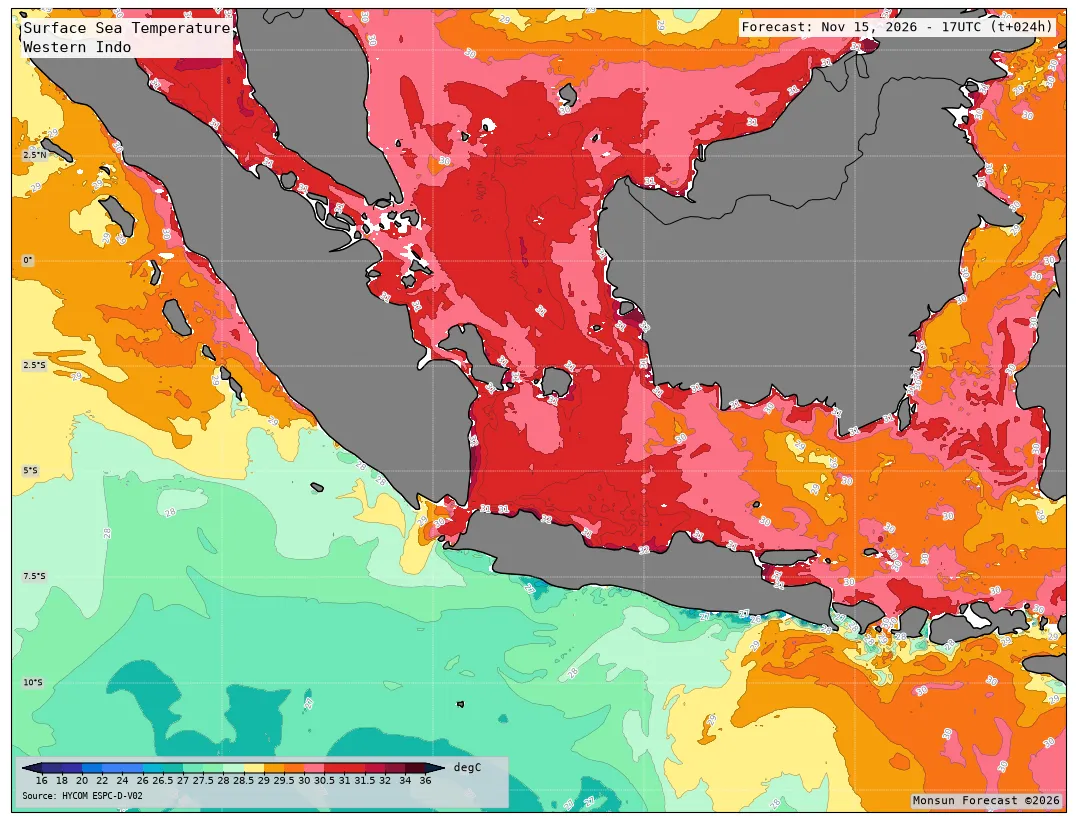 Surface Sea Temperature
Western Indo
Forecast: Nov 15, 2026 - 17UTC (t+024h)
2.5°N
0°
2.5°S
5°S
7.5°S
10°S
degC
16 18 20 22 24 26 26.5 27 27.5 28 28.5 29 29.5 30 30.5 31 31.5 32 34 36
Source: HYCOM ESPC-D-V02
Monsun Forecast ©2026